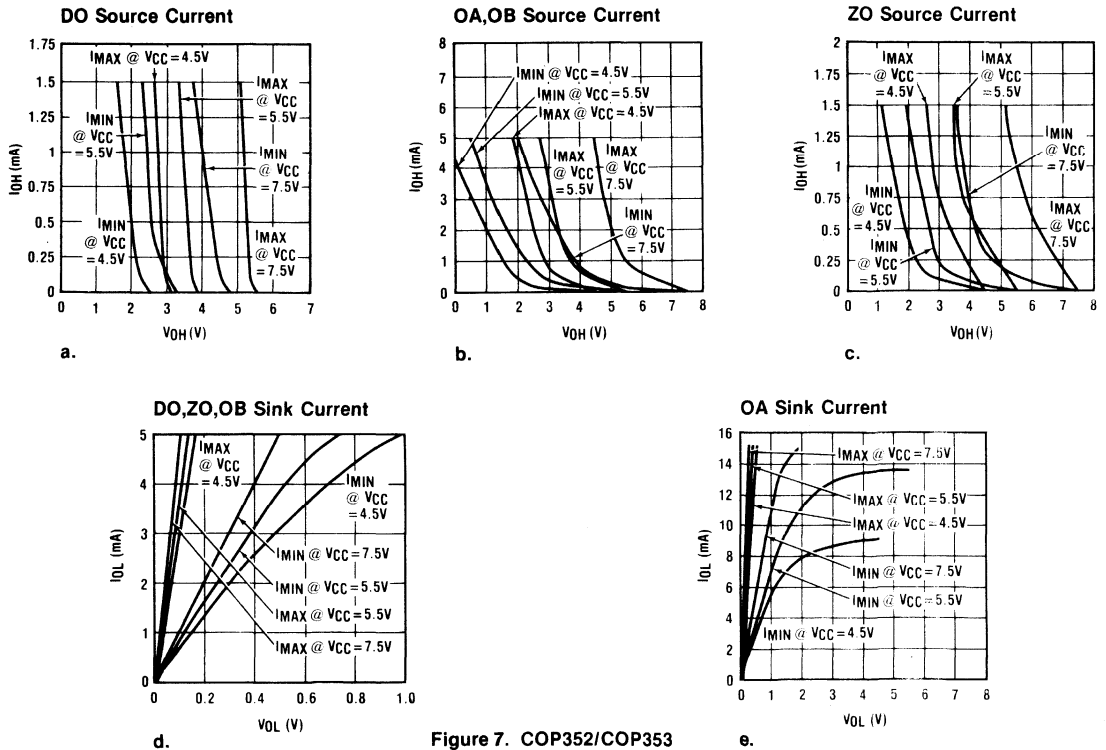 DO Source Current
1.75
1.5
1.25
1.0
0.75
0.5
0.25
0
IOH (mA)
IMAX @ VCC = 4.5V
IMAX
@ VCC
= 5.5V
IMIN
@ VCC
= 5.5V
IMIN
@ VCC
= 7.5V
IMIN
@ VCC
= 4.5V
IMAX
@ VCC
= 7.5V
0 1 2 3 4 5 6 7
VOH (V)
a.
OA,OB Source Current
8
7
6
5
4
3
2
1
0
IOH (mA)
IMIN @ VCC = 4.5V
IMIN @ VCC = 5.5V
IMAX @ VCC = 4.5V
IMAX
@ VCC
= 5.5V
IMAX
@ VCC
7.5V
IMIN
@ VCC
= 7.5V
0 1 2 3 4 5 6 7 8
VOH (V)
b.
ZO Source Current
2
1.75
1.5
1.25
1.0
0.75
0.5
0.25
0
IOH (mA)
IMAX
@ VCC
= 4.5V
IMAX
@ VCC
= 5.5V
IMIN
@ VCC
= 7.5V
IMIN
@ VCC
= 4.5V
IMIN
@ VCC
= 5.5V
IMAX
@ VCC
7.5V
0 1 2 3 4 5 6 7 8
VOH (V)
c.
DO,ZO,OB Sink Current
5
4
3
2
1
0
IOL (mA)
IMAX
@ VCC
= 4.5V
IMIN
@ VCC
= 4.5V
IMIN @ VCC = 7.5V
IMIN @ VCC = 5.5V
IMAX @ VCC = 5.5V
IMAX @ VCC = 7.5V
0 0.2 0.4 0.6 0.8 1.0
VOL (V)
d.
OA Sink Current
16
14
12
10
8
6
4
2
0
IOL (mA)
IMAX @ VCC = 7.5V
IMAX @ VCC = 5.5V
IMAX @ VCC = 4.5V
IMIN @ VCC = 7.5V
IMIN @ VCC = 5.5V
IMIN @ VCC = 4.5V
0 1 2 3 4 5 6 7 8
VOL (V)
e.
Figure 7. COP352/COP353